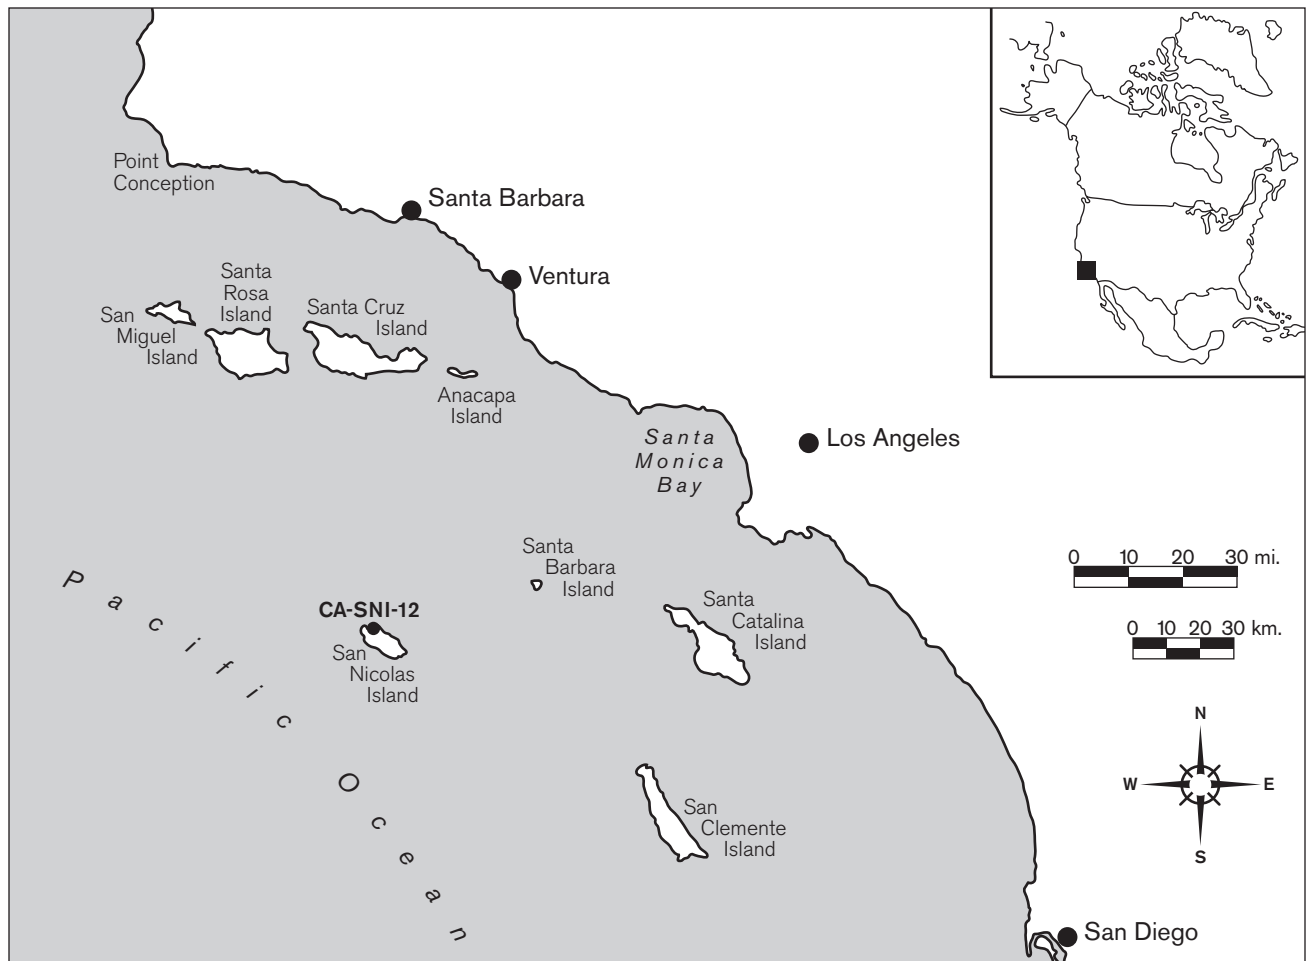 Point
Conception
Santa Barbara
Ventura
Santa
Rosa
Island
San
Miguel
Island
Santa Cruz
Island
Anacapa
Island
Santa
Monica
Bay
Los Angeles
Santa
Barbara
Island
0 10 20 30 mi.
0 10 20 30 km.
CA-SNI-12
San
Nicolas
Island
Santa
Catalina
Island
Pacific Ocean
San
Clemente
Island
N
W E
S
San Diego